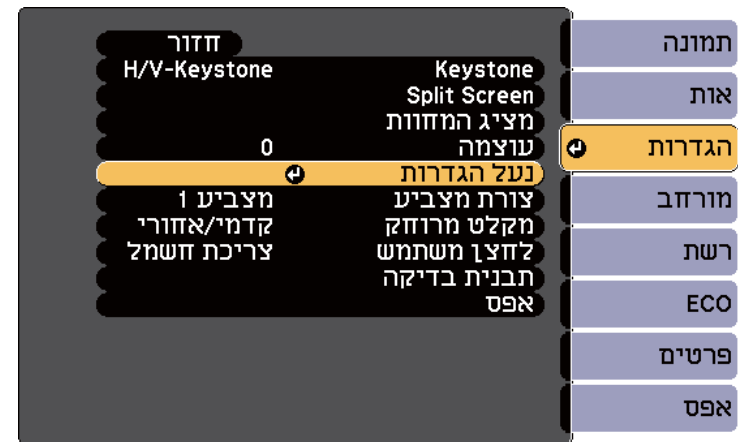 תמונה
אות
הגדרות
מורחב
רשת
ECO
פרטים
אפס
חזור
Keystone H/V-Keystone
Split Screen
מציג המחוות
עוצמה 0
נעל הגדרות
צורת מצביע מצביע 1
מקלט מרוחק קדמי/אחורי
לחצן משתמש צריכת חשמל
תבנית בדיקה
אפס